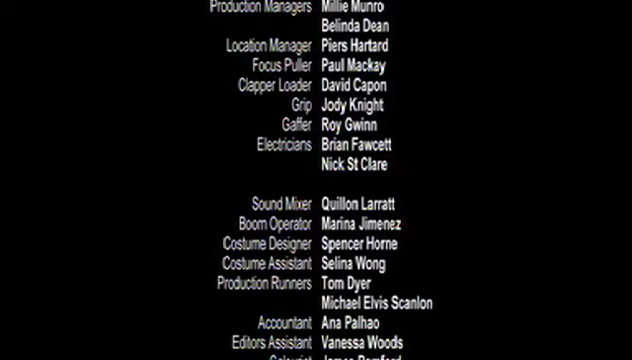 Production Managers Millie Munro
Belinda Dean
Location Manager Piers Hartard
Focus Puller Paul Mackay
Clapper Loader David Capon
Grip Jody Knight
Gaffer Roy Gwinn
Electricians Brian Fawcett
Nick St Clare
Sound Mixer Quillon Larratt
Boom Operator Marina Jimenez
Costume Designer Spencer Horne
Costume Assistant Selina Wong
Production Runners Tom Dyer
Michael Elvis Scanlon
Accountant Ana Palhao
Editors Assistant Vanessa Woods
Colourist James Bamford